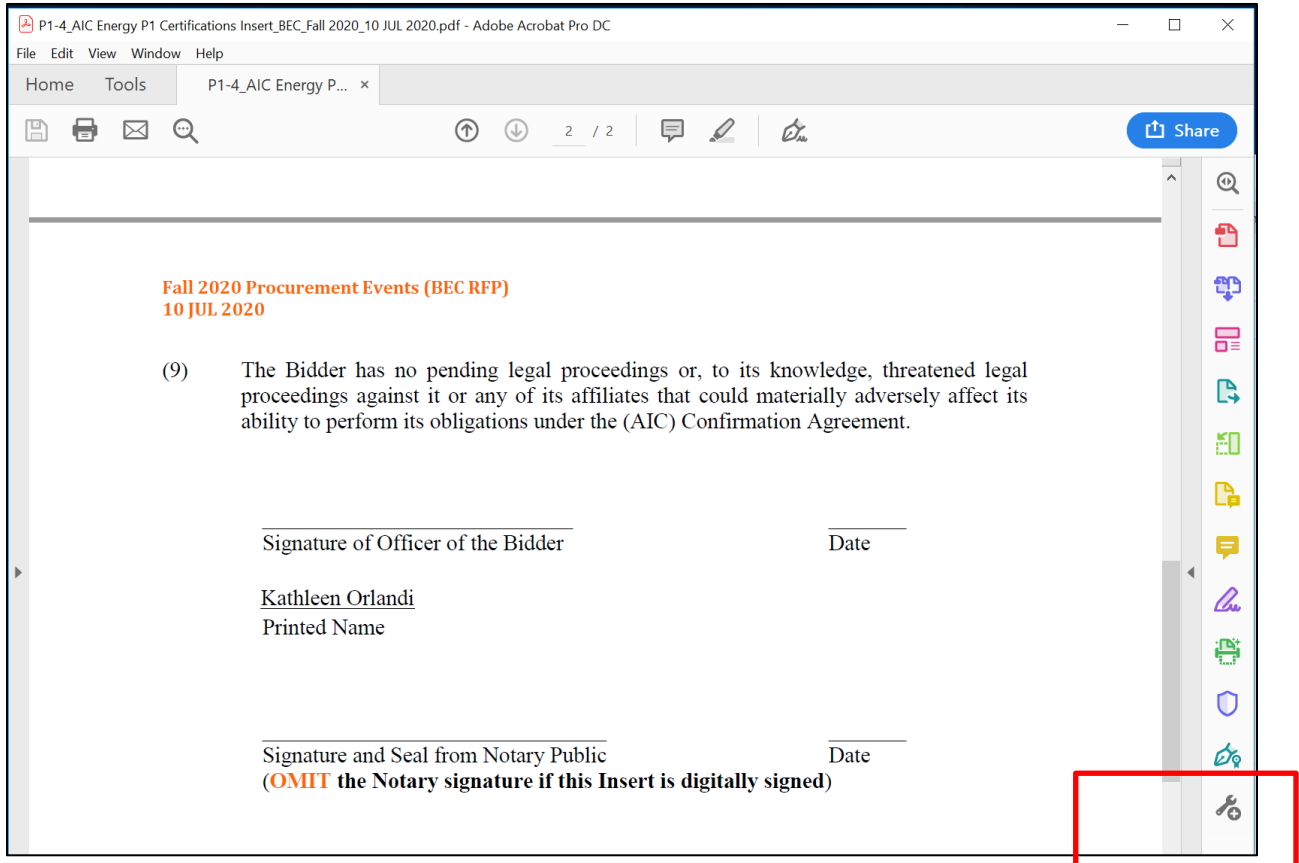 P1-4_AIC Energy P1 Certifications Insert_BEC_Fall 2020_10 JUL 2020.pdf - Adobe Acrobat Pro DC
File Edit View Window Help
Home Tools P1-4_AIC Energy P... ×
2 / 2 Share
Fall 2020 Procurement Events (BEC RFP)
10 JUL 2020
(9) The Bidder has no pending legal proceedings or, to its knowledge, threatened legal
proceedings against it or any of its affiliates that could materially adversely affect its
ability to perform its obligations under the (AIC) Confirmation Agreement.
Signature of Officer of the Bidder Date
Kathleen Orlandi
Printed Name
Signature and Seal from Notary Public Date
(OMIT the Notary signature if this Insert is digitally signed)